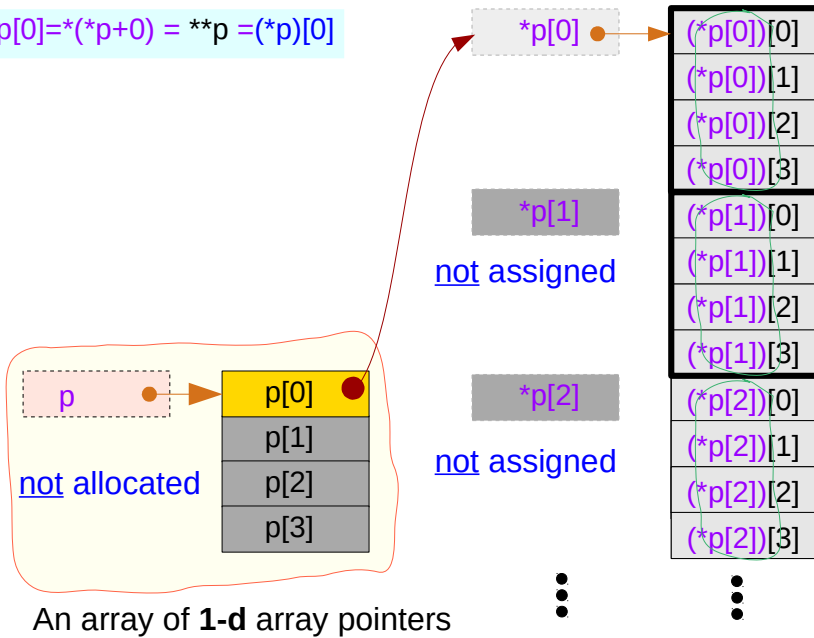 p[0]=*(*p+0) = **p =(*p)[0]
*p[0]
(*p[0])[0]
(*p[0])[1]
(*p[0])[2]
(*p[0])[3]
*p[1]
not assigned
(*p[1])[0]
(*p[1])[1]
(*p[1])[2]
(*p[1])[3]
*p[2]
not assigned
(*p[2])[0]
(*p[2])[1]
(*p[2])[2]
(*p[2])[3]
p
not allocated
p[0]
p[1]
p[2]
p[3]
An array of 1-d array pointers